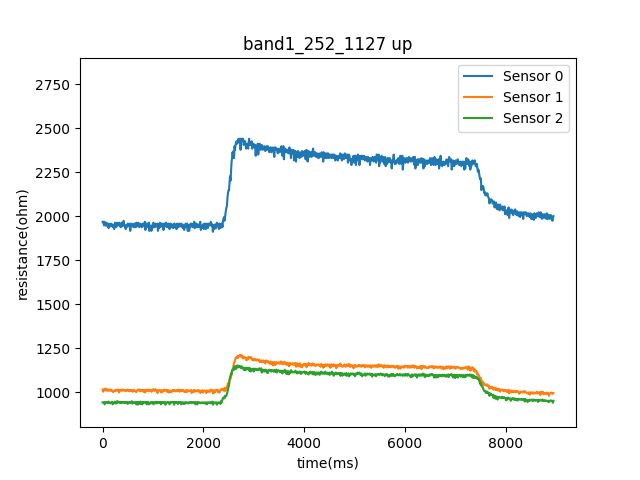 band1_252_1127 up
Sensor 0
Sensor 1
Sensor 2
resistance(ohm)
2750
2500
2250
2000
1750
1500
1250
1000
0 2000 4000 6000 8000
time(ms)